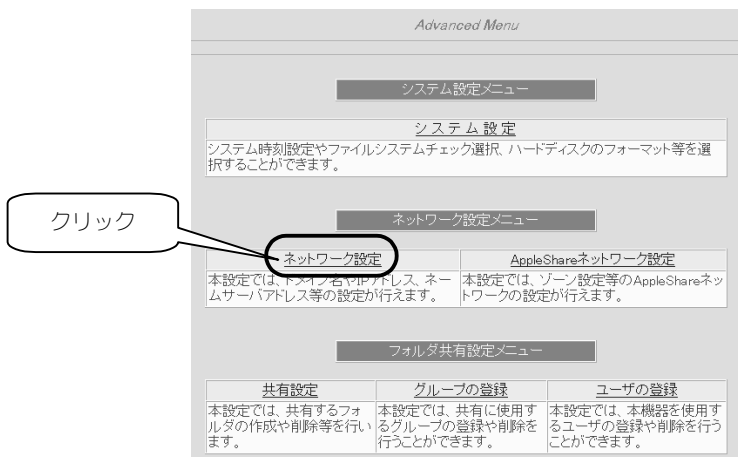 Advanced Menu
システム設定メニュー
システム設定
システム時刻設定やファイルシステムチェック選択、ハードディスクのフォーマット等を選
択することができます。
クリック
ネットワーク設定メニュー
ネットワーク設定
本設定では、ドメイン名やIPアドレス、ネー
ムサーバアドレス等の設定が行えます。
AppleShareネットワーク設定
本設定では、ゾーン設定等のAppleShareネッ
トワークの設定が行えます。
フォルダ共有設定メニュー
共有設定
本設定では、共有するフォ
ルダの作成や削除等を行い
ます。
グループの登録
本設定では、共有に使用す
るグループの登録や削除を
行うことができます。
ユーザの登録
本設定では、本機器を使用す
るユーザの登録や削除を行う
ことができます。